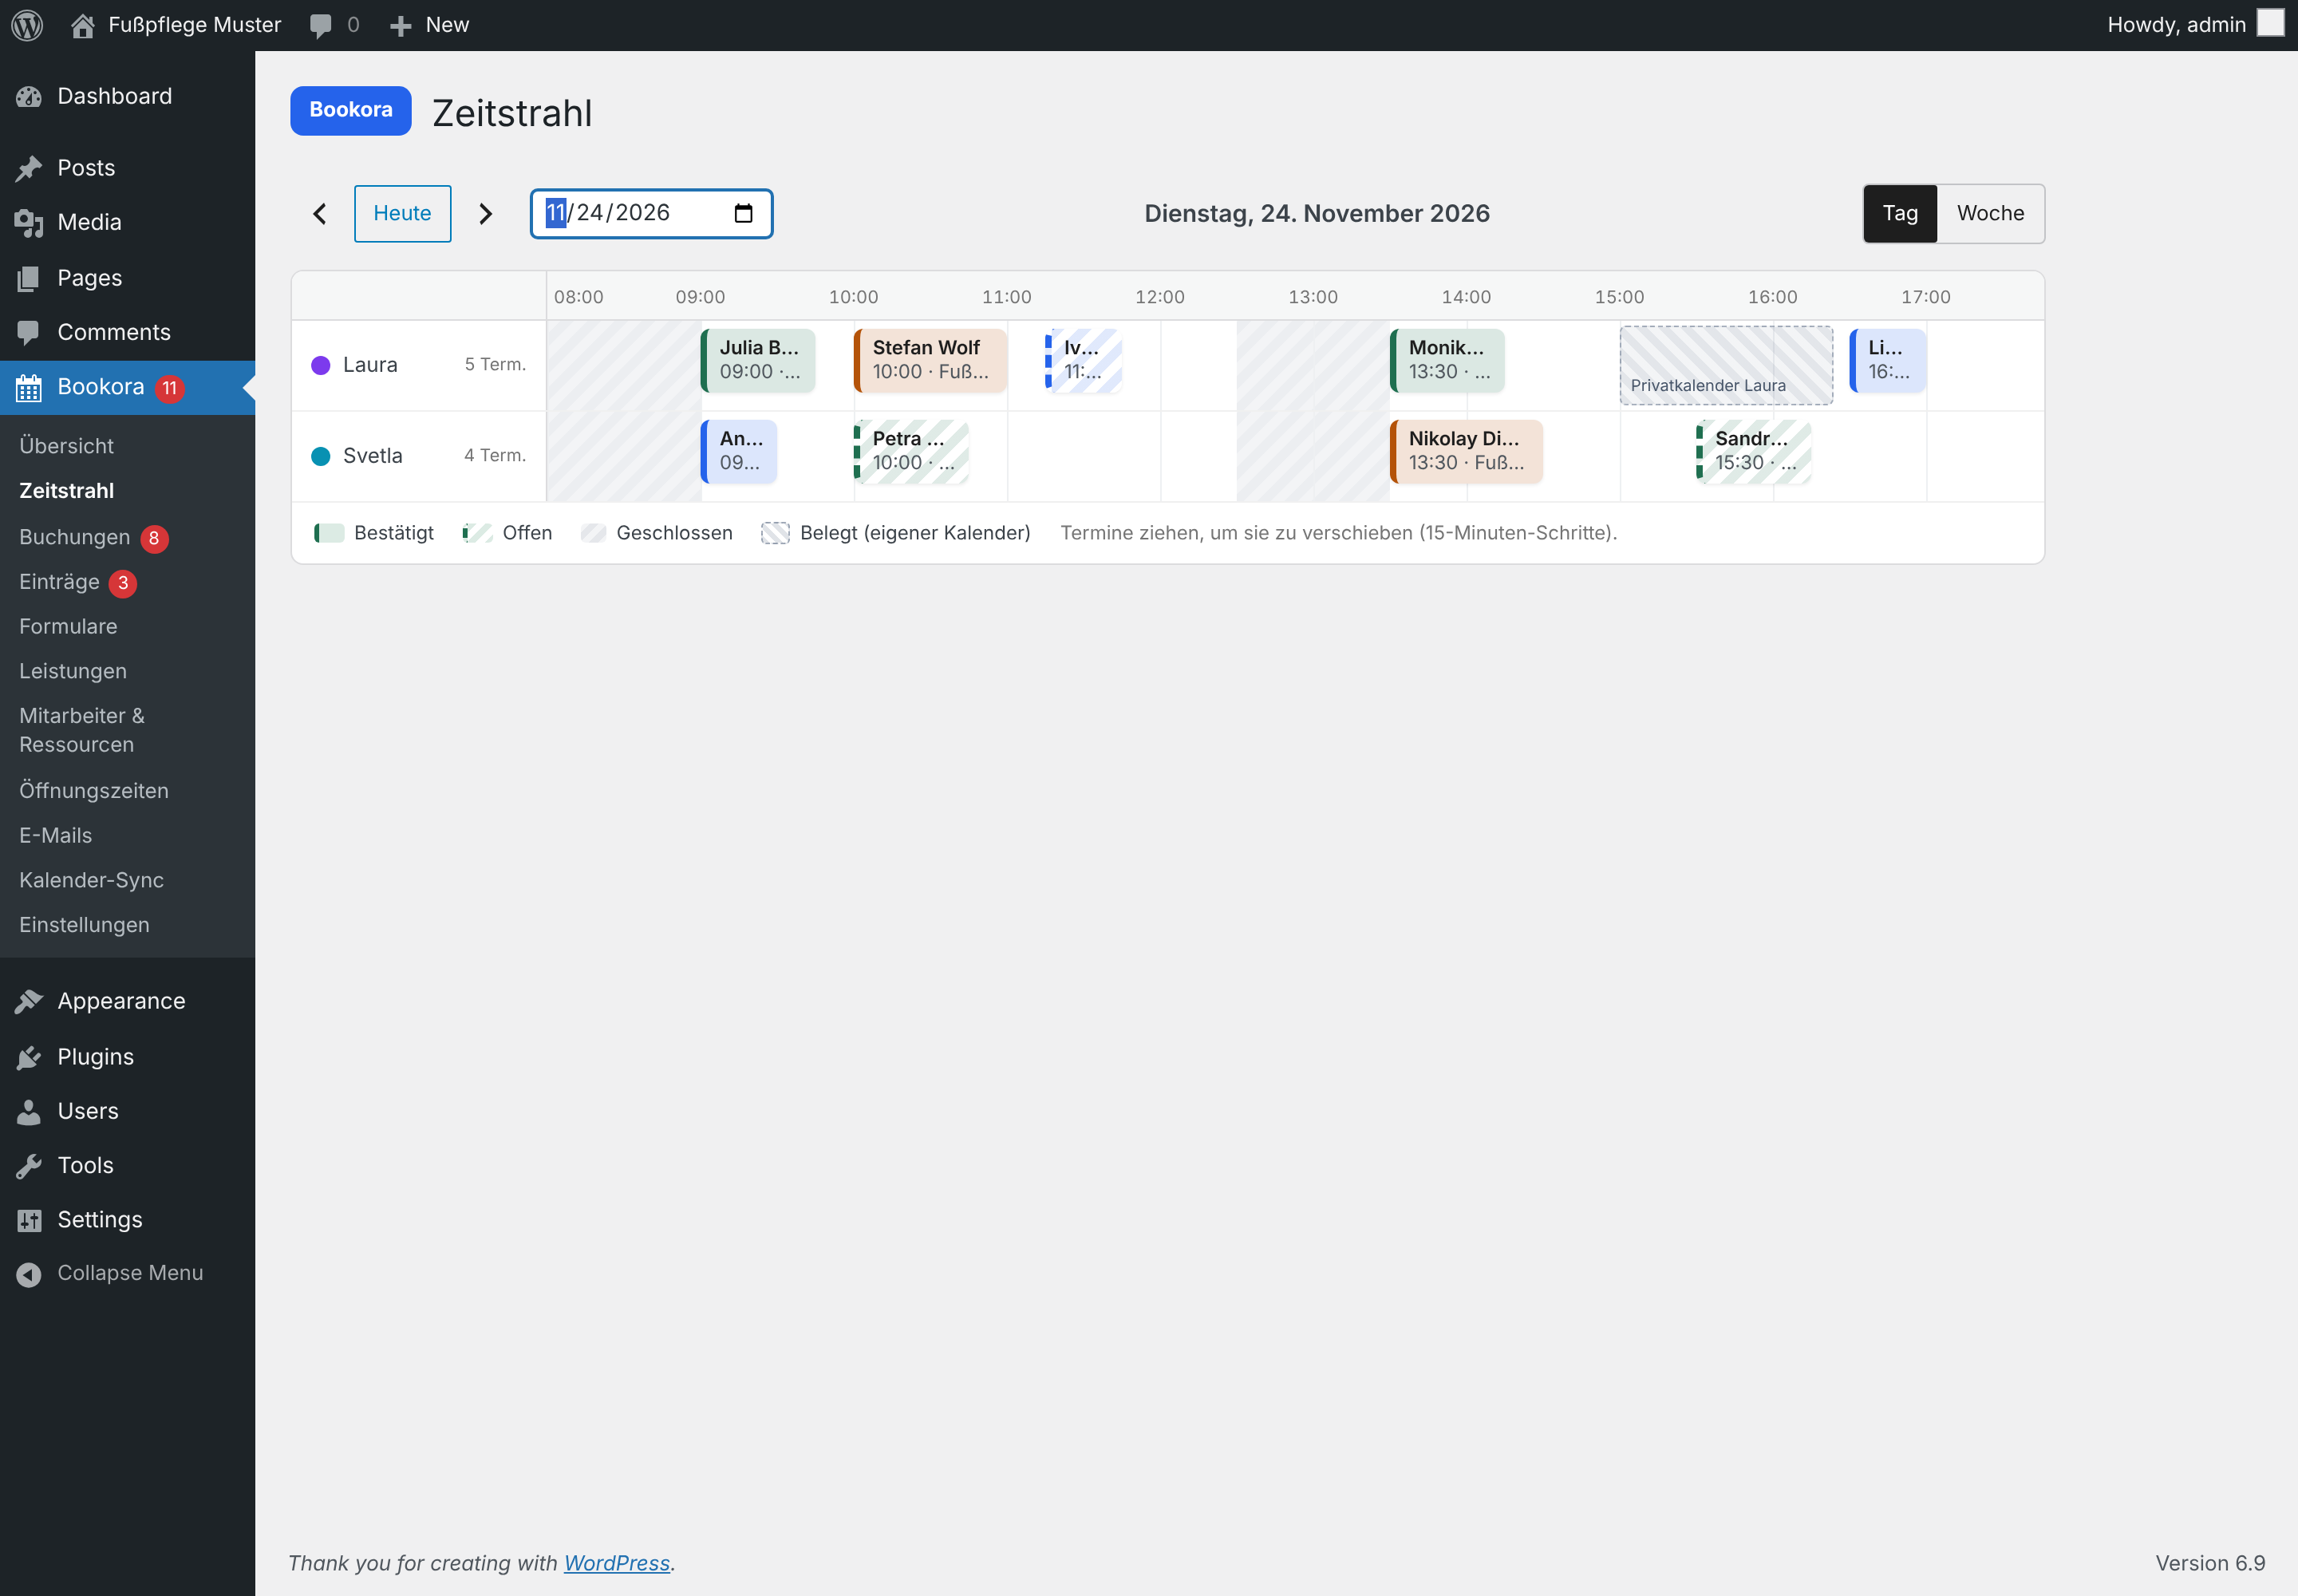 Fußpflege Muster 0 New Howdy, admin
Dashboard
Posts
Media
Pages
Comments
Bookora 11
Übersicht
Zeitstrahl
Buchungen 8
Einträge 3
Formulare
Leistungen
Mitarbeiter &
Ressourcen
Öffnungszeiten
E-Mails
Kalender-Sync
Einstellungen
Appearance
Plugins
Users
Tools
Settings
Collapse Menu
Bookora Zeitstrahl
Heute 11/24/2026 Dienstag, 24. November 2026 Tag Woche
08:00 09:00 10:00 11:00 12:00 13:00 14:00 15:00 16:00 17:00
Laura 5 Term.
Julia B...
09:00 ·...
Stefan Wolf
10:00 · Fuß...
Iv...
11:...
Monik...
13:30 · ...
Privatkalender Laura
Li...
16:...
Svetla 4 Term.
An...
09...
Petra ...
10:00 · ...
Nikolay Di...
13:30 · Fuß...
Sandr...
15:30 · ...
Bestätigt Offen Geschlossen Belegt (eigener Kalender) Termine ziehen, um sie zu verschieben (15-Minuten-Schritte).
Thank you for creating with WordPress. Version 6.9